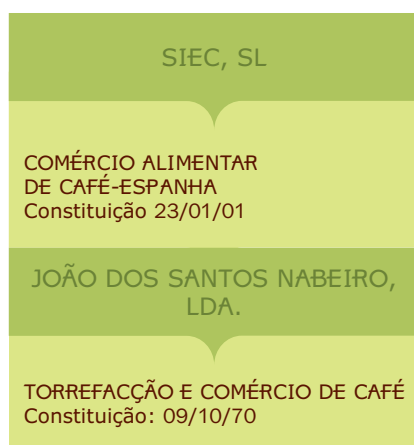 SIEC, SL
COMÉRCIO ALIMENTAR
DE CAFÉ-ESPANHA
Constituição 23/01/01
JOÃO DOS SANTOS NABEIRO,
LDA.
TORREFACÇÃO E COMÉRCIO DE CAFÉ
Constituição: 09/10/70